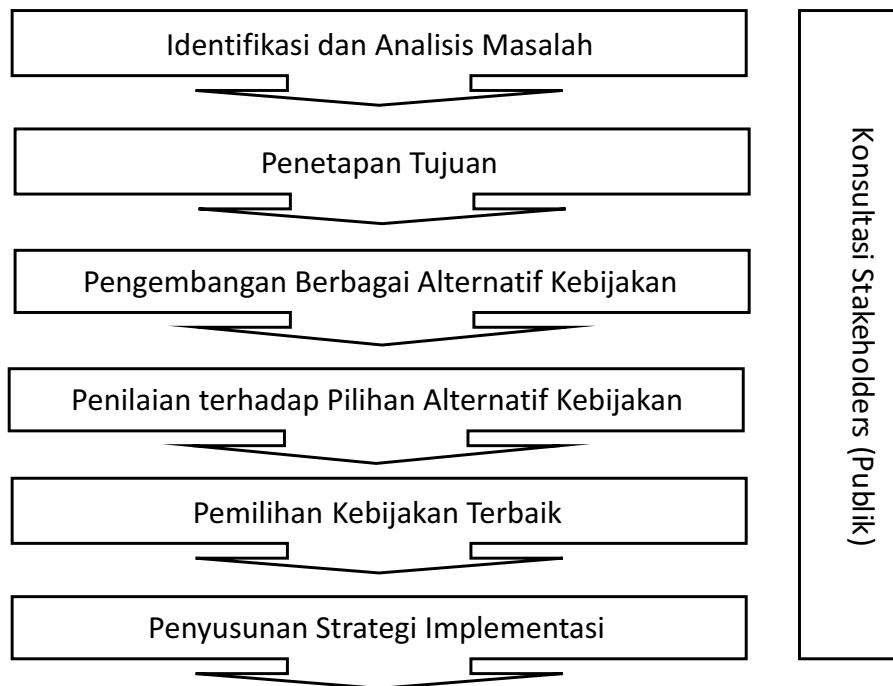 Identifikasi dan Analisis Masalah
Penetapan Tujuan
Pengembangan Berbagai Alternatif Kebijakan
Penilaian terhadap Pilihan Alternatif Kebijakan
Pemilihan Kebijakan Terbaik
Penyusunan Strategi Implementasi
Konsultasi Stakeholders (Publik)